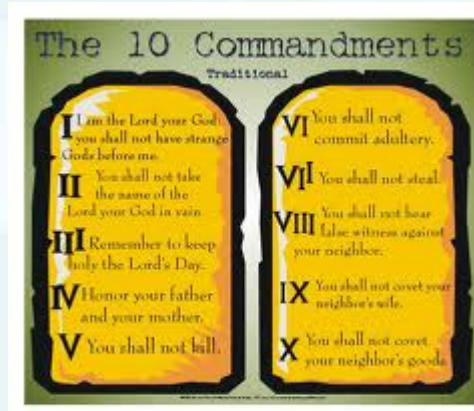 The 10 Commandments
Traditional
I I am the Lord your God:
you shall not have strange
Gods before me.
II You shall not take
the name of the
Lord your God in vain
III Remember to keep
holy the Lord's Day.
IV Honor your father
and your mother.
V You shall not kill.
VI You shall not
commit adultery.
VII You shall not steal.
VIII You shall not bear
false witness against
your neighbor.
IX You shall not covet your
neighbor's wife.
X You shall not covet
your neighbor's goods